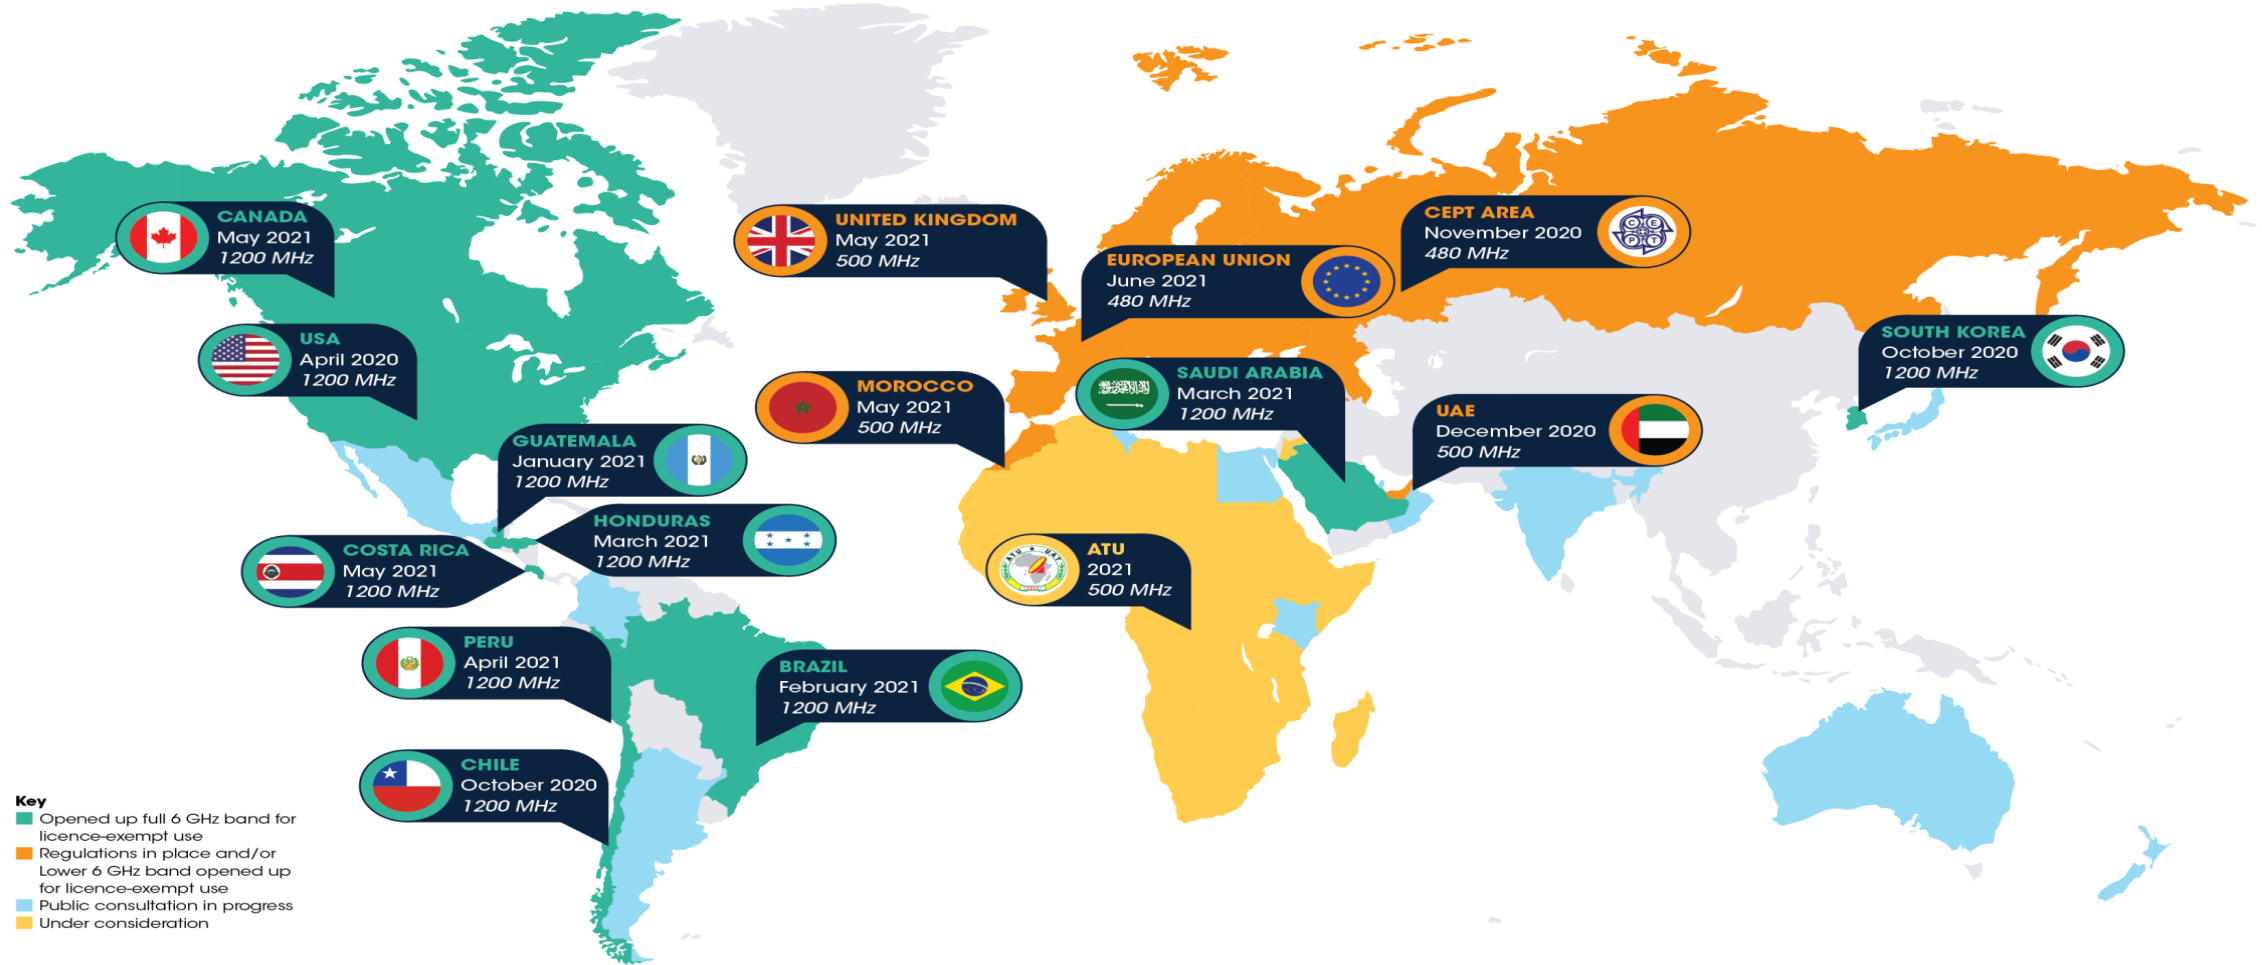 CANADA
May 2021
1200 MHz
USA
April 2020
1200 MHz
GUATEMALA
January 2021
1200 MHz
HONDURAS
March 2021
1200 MHz
COSTA RICA
May 2021
1200 MHz
PERU
April 2021
1200 MHz
BRAZIL
February 2021
1200 MHz
CHILE
October 2020
1200 MHz
UNITED KINGDOM
May 2021
500 MHz
EUROPEAN UNION
June 2021
480 MHz
CEPT AREA
November 2020
480 MHz
C E
P T
MOROCCO
May 2021
500 MHz
SAUDI ARABIA
March 2021
1200 MHz
UAE
December 2020
500 MHz
SOUTH KOREA
October 2020
1200 MHz
ATU
2021
500 MHz
ATU ★ UAT
Key
Opened up full 6 GHz band for
licence-exempt use
Regulations in place and/or
Lower 6 GHz band opened up
for licence-exempt use
Public consultation in progress
Under consideration